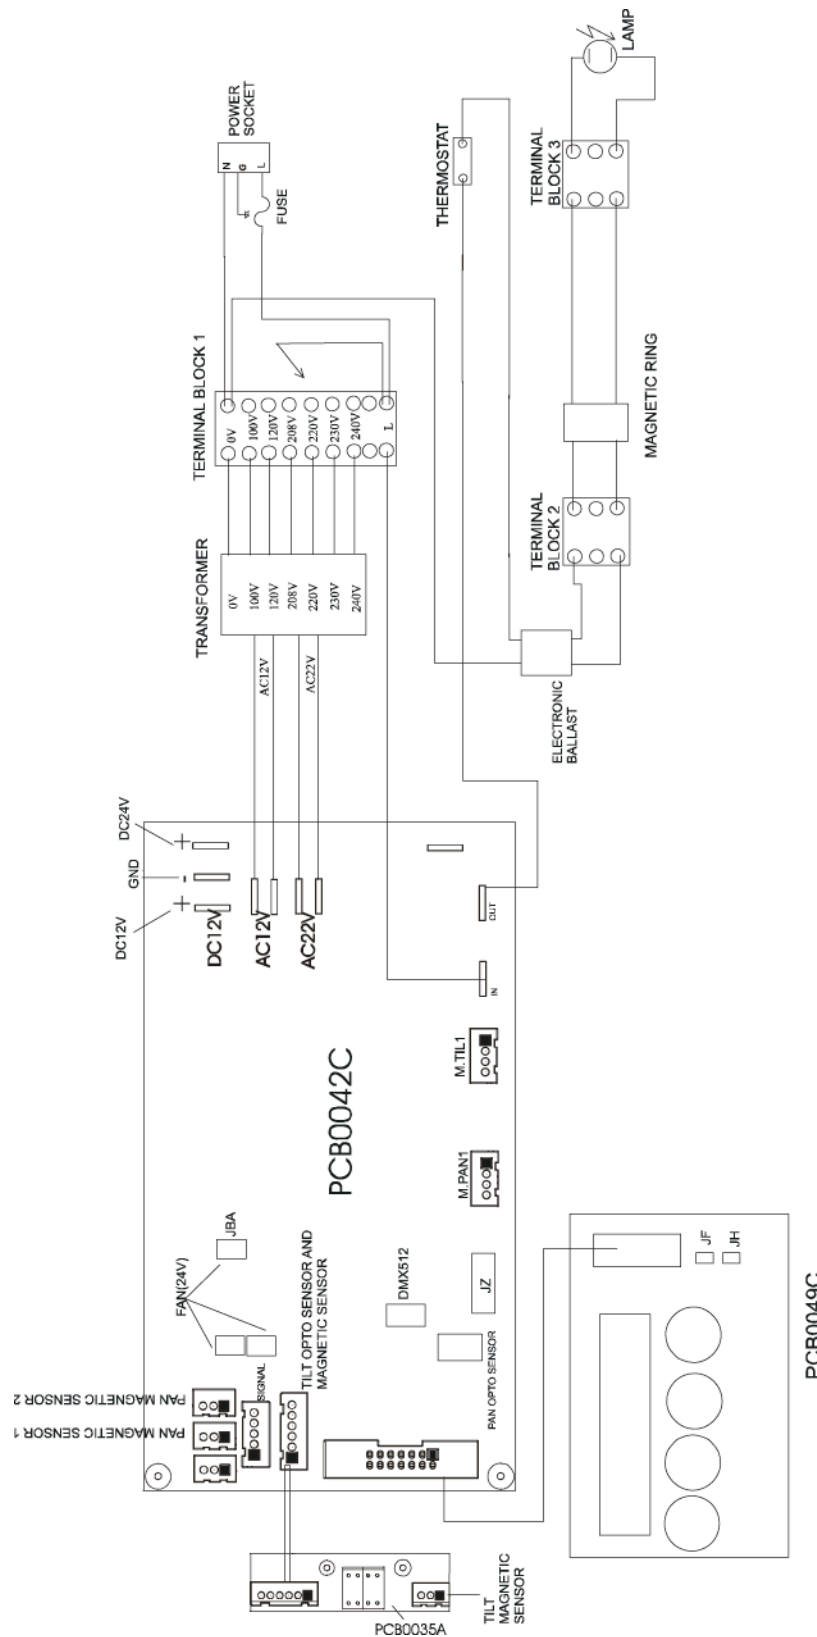 LAMP
POWER
SOCKET
N
G
L
FUSE
THERMOSTAT
TERMINAL
BLOCK 3
TERMINAL BLOCK 1
0V
100V
120V
208V
220V
230V
240V
L
MAGNETIC RING
TERMINAL
BLOCK 2
TRANSFORMER
0V
100V
120V
208V
220V
230V
240V
AC12V
AC22V
ELECTRONIC
BALLAST
DC24V
GND
DC12V
+
-
+
DC12V
AC12V
AC22V
OUT
IN
PCB0042C
M.TIL1
M.PAN1
JBA
FAN(24V)
TILT OPTO SENSOR AND
MAGNETIC SENSOR
DMX512
JZ
PAN OPTO SENSOR
SIGNAL
PAN MAGNETIC SENSOR 2
PAN MAGNETIC SENSOR 1
JF
JH
PCB0049C
TILT
MAGNETIC
SENSOR
PCB0035A